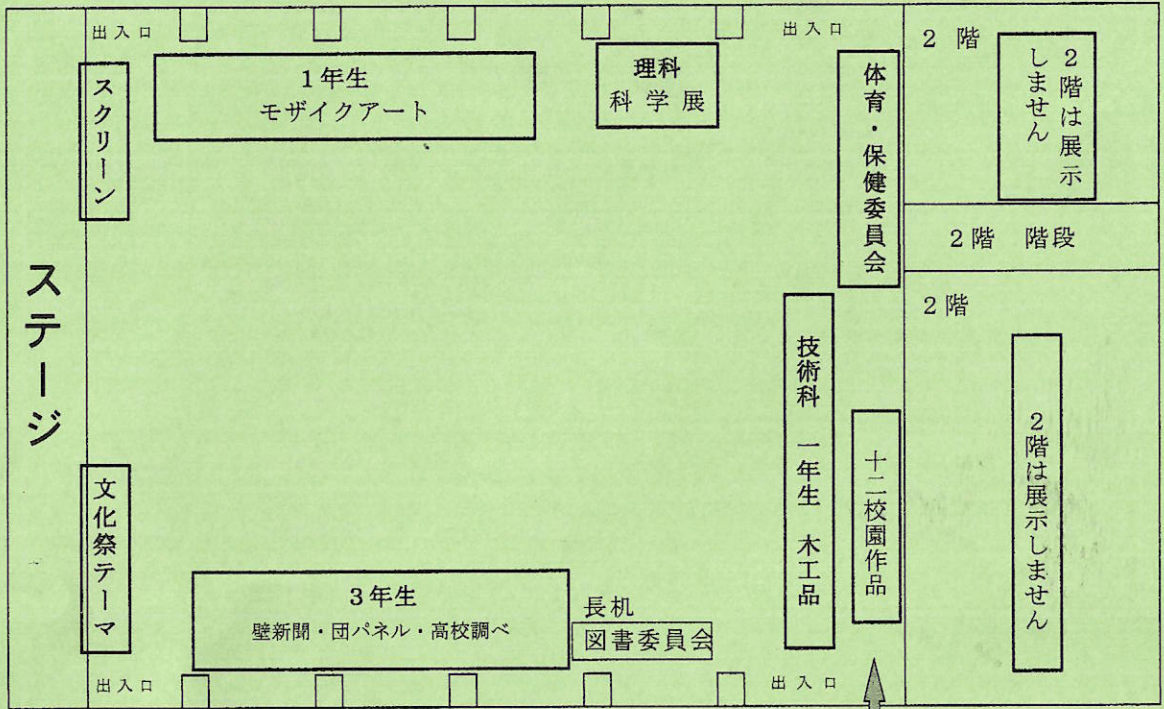 出入口
出入口
スクリーン
1年生
モザイクアート
理科
科学展
体育・保健委員会
2階
2階は展示
しません
2階　階段
ステージ
2階
技術科　一年生　木工品
十二校園作品
2階は展示しません
文化祭テーマ
3年生
壁新聞・団パネル・高校調べ
長机
図書委員会
出入口
出入口